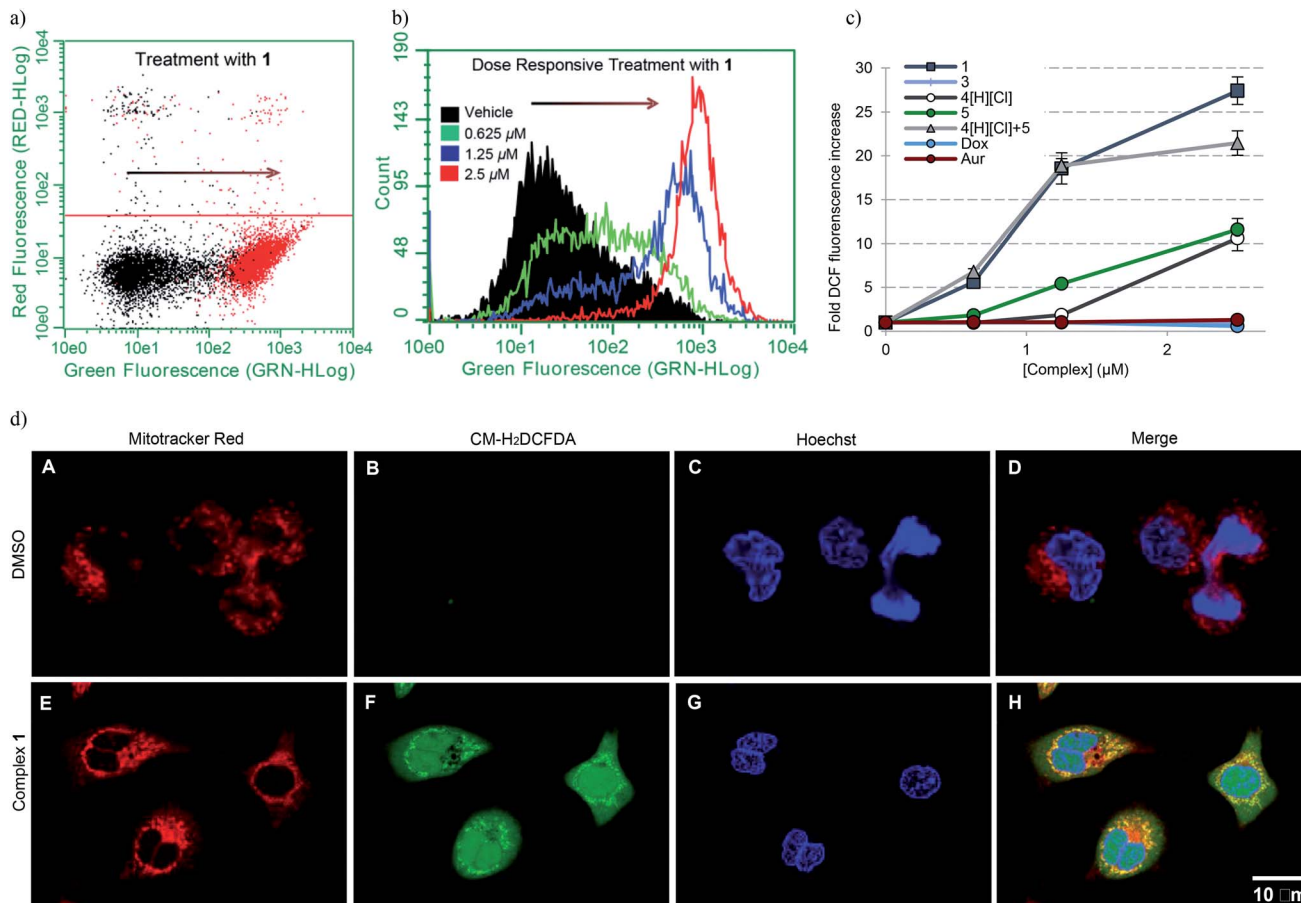 a)
Treatment with 1
Red Fluorescence (RED-HLog)
10e4
10e3
10e2
10e1
10e0
10e0 10e1 10e2 10e3 10e4
Green Fluorescence (GRN-HLog)
b)
Dose Responsive Treatment with 1
Vehicle
0.625 µM
1.25 µM
2.5 µM
Count
190
143
95
48
0
10e0 10e1 10e2 10e3 10e4
Green Fluorescence (GRN-HLog)
c)
1
3
4[H][Cl]
5
4[H][Cl]+5
Dox
Aur
Fold DCF fluorenscence increase
30
25
20
15
10
5
0
0 1 2
[Complex] (µM)
d)
Mitotracker Red CM-H₂DCFDA Hoechst Merge
DMSO
A B C D
Complex 1
E F G H
10 □m